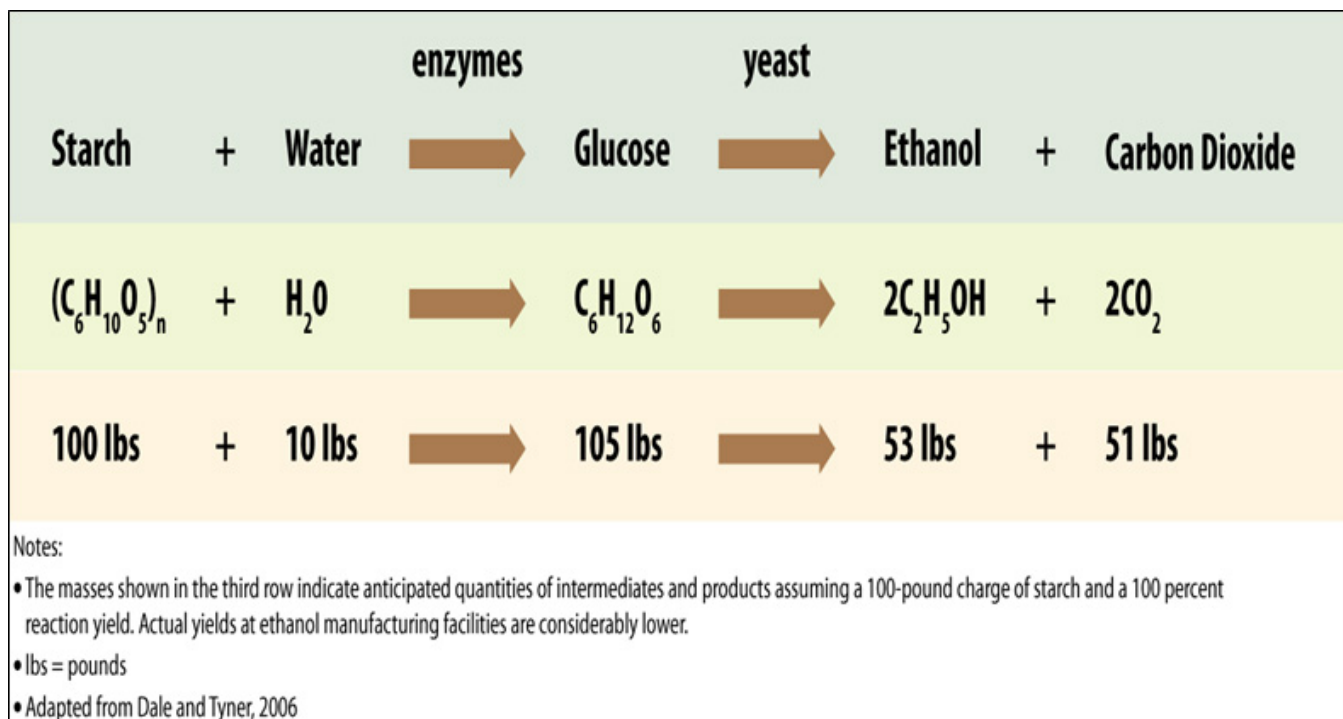 enzymes yeast
Starch + Water Glucose Ethanol + Carbon Dioxide
(C₆H₁₀O₅)ₙ + H₂O C₆H₁₂O₆ 2C₂H₅OH + 2CO₂
100 lbs + 10 lbs 105 lbs 53 lbs + 51 lbs
Notes:
• The masses shown in the third row indicate anticipated quantities of intermediates and products assuming a 100-pound charge of starch and a 100 percent
reaction yield. Actual yields at ethanol manufacturing facilities are considerably lower.
• lbs = pounds
• Adapted from Dale and Tyner, 2006